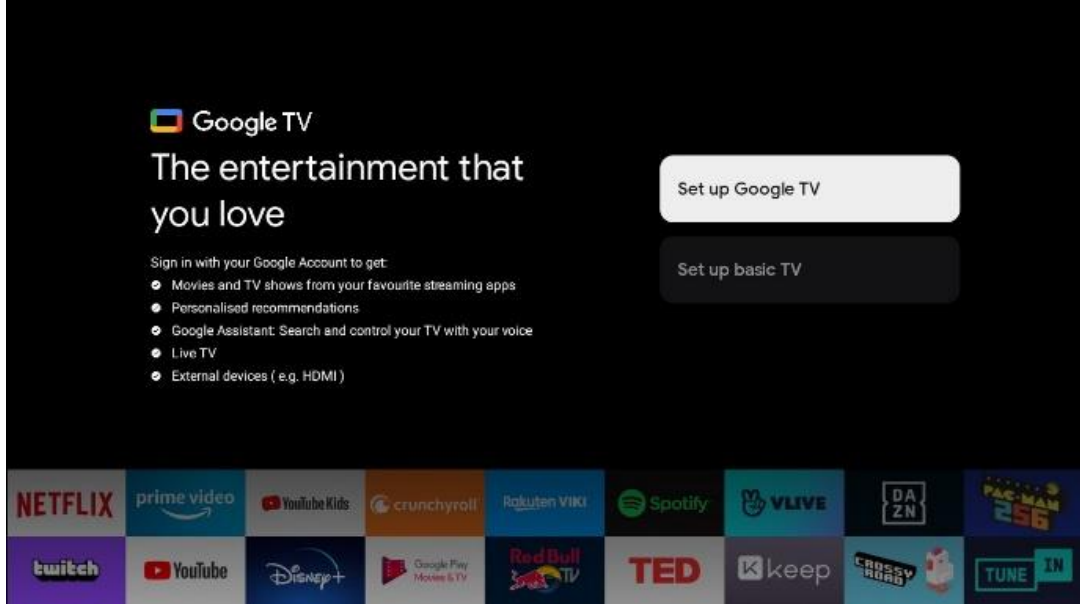 Google TV
The entertainment that
you love
Sign in with your Google Account to get:
Movies and TV shows from your favourite streaming apps
Personalised recommendations
Google Assistant: Search and control your TV with your voice
Live TV
External devices ( e.g. HDMI )
Set up Google TV
Set up basic TV
NETFLIX prime video YouTube Kids crunchyroll Rakuten VIKI Spotify VLIVE DAZN PAC-MAN 256
twitch YouTube Disney+ Google Play Movies & TV Red Bull TV TED keep CROSSY ROAD TUNE IN